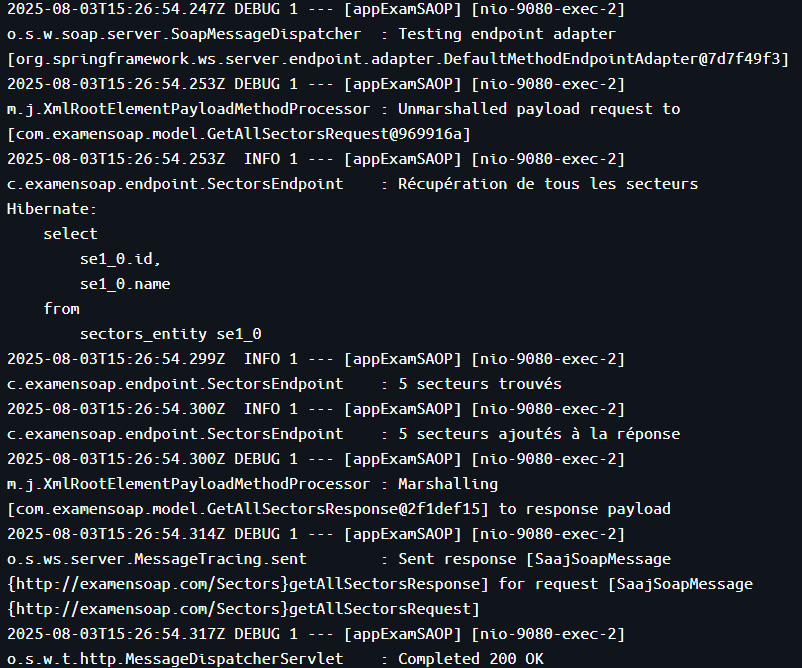 2025-08-03T15:26:54.247Z DEBUG 1 --- [appExamSAOP] [nio-9080-exec-2]
o.s.w.soap.server.SoapMessageDispatcher  : Testing endpoint adapter
[org.springframework.ws.server.endpoint.adapter.DefaultMethodEndpointAdapter@7d7f49f3]
2025-08-03T15:26:54.253Z DEBUG 1 --- [appExamSAOP] [nio-9080-exec-2]
m.j.XmlRootElementPayloadMethodProcessor : Unmarshalled payload request to
[com.examensoap.model.GetAllSectorsRequest@969916a]
2025-08-03T15:26:54.253Z  INFO 1 --- [appExamSAOP] [nio-9080-exec-2]
c.examensoap.endpoint.SectorsEndpoint    : Récupération de tous les secteurs
Hibernate:
    select
        se1_0.id,
        se1_0.name
    from
        sectors_entity se1_0
2025-08-03T15:26:54.299Z  INFO 1 --- [appExamSAOP] [nio-9080-exec-2]
c.examensoap.endpoint.SectorsEndpoint    : 5 secteurs trouvés
2025-08-03T15:26:54.300Z  INFO 1 --- [appExamSAOP] [nio-9080-exec-2]
c.examensoap.endpoint.SectorsEndpoint    : 5 secteurs ajoutés à la réponse
2025-08-03T15:26:54.300Z DEBUG 1 --- [appExamSAOP] [nio-9080-exec-2]
m.j.XmlRootElementPayloadMethodProcessor : Marshalling
[com.examensoap.model.GetAllSectorsResponse@2f1def15] to response payload
2025-08-03T15:26:54.314Z DEBUG 1 --- [appExamSAOP] [nio-9080-exec-2]
o.s.ws.server.MessageTracing.sent        : Sent response [SaajSoapMessage
{http://examensoap.com/Sectors}getAllSectorsResponse] for request [SaajSoapMessage
{http://examensoap.com/Sectors}getAllSectorsRequest]
2025-08-03T15:26:54.317Z DEBUG 1 --- [appExamSAOP] [nio-9080-exec-2]
o.s.w.t.http.MessageDispatcherServlet    : Completed 200 OK